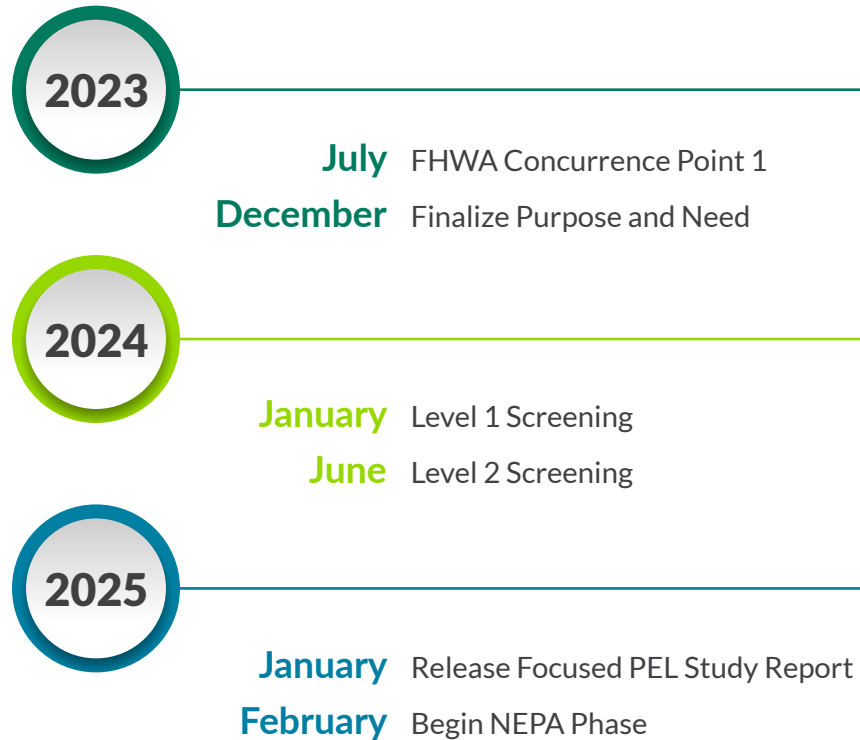 2023
July FHWA Concurrence Point 1
December Finalize Purpose and Need
2024
January Level 1 Screening
June Level 2 Screening
2025
January Release Focused PEL Study Report
February Begin NEPA Phase